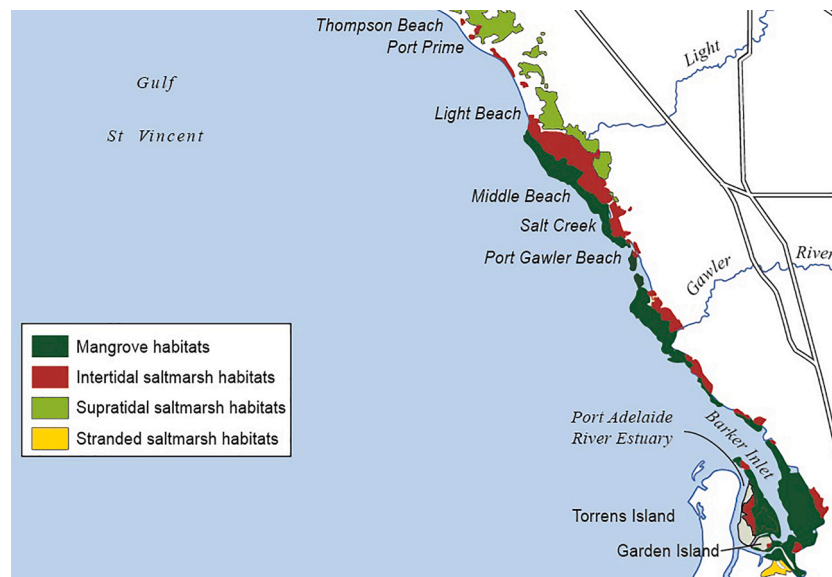 Thompson Beach
Port Prime
Light
Gulf
St Vincent
Light Beach
Middle Beach
Salt Creek
Port Gawler Beach
Gawler
River
Mangrove habitats
Intertidal saltmarsh habitats
Supratidal saltmarsh habitats
Stranded saltmarsh habitats
Port Adelaide
River Estuary
Barker Inlet
Torrens Island
Garden Island